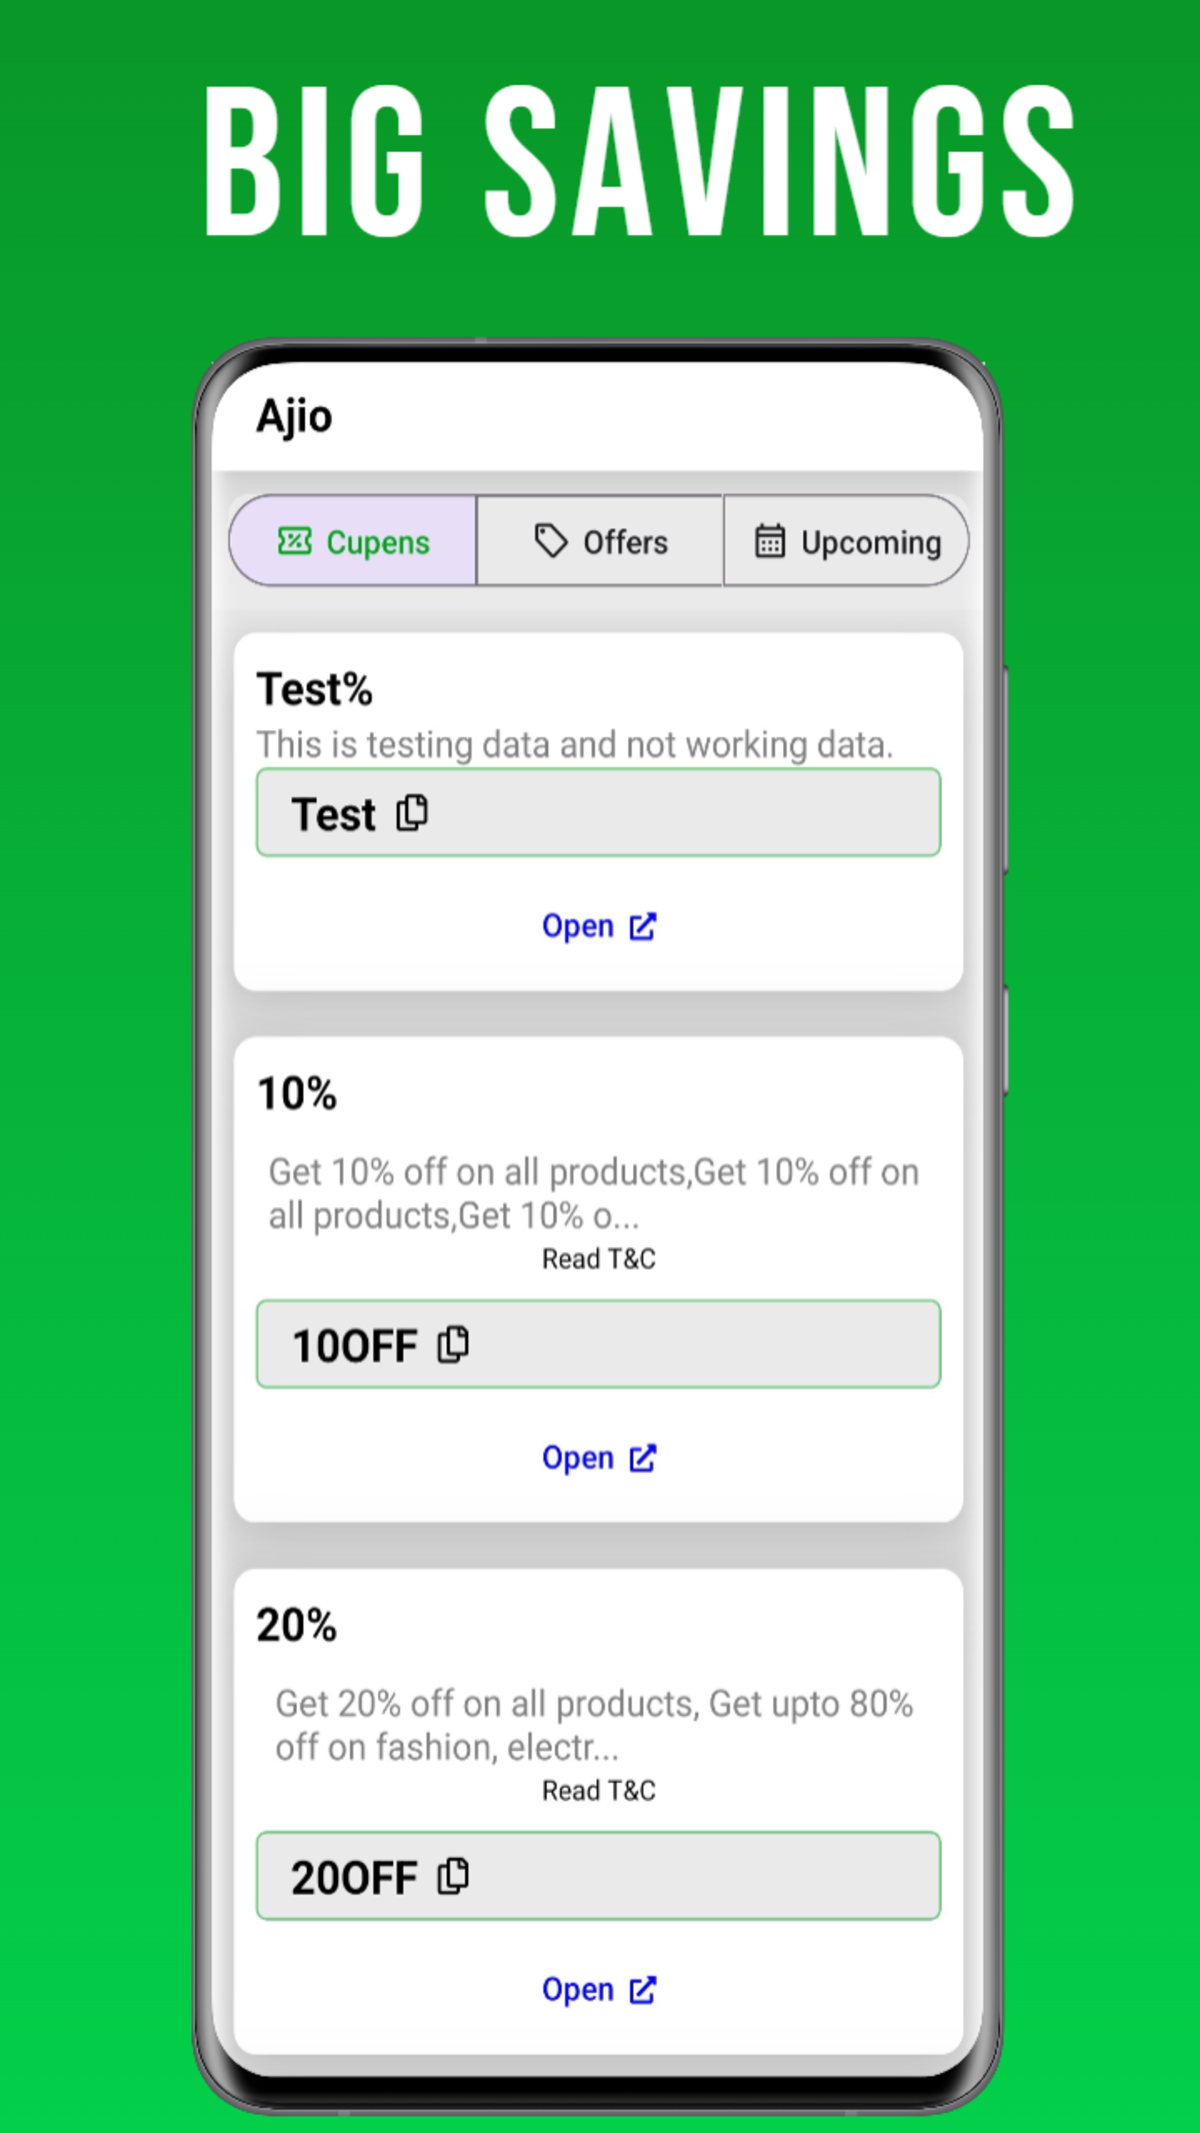 BIG SAVINGS
Ajio
Cupens
Offers
Upcoming
Test%
This is testing data and not working data.
Test
Open
10%
Get 10% off on all products,Get 10% off on
all products,Get 10% o...
Read T&C
10OFF
Open
20%
Get 20% off on all products, Get upto 80%
off on fashion, electr...
Read T&C
20OFF
Open